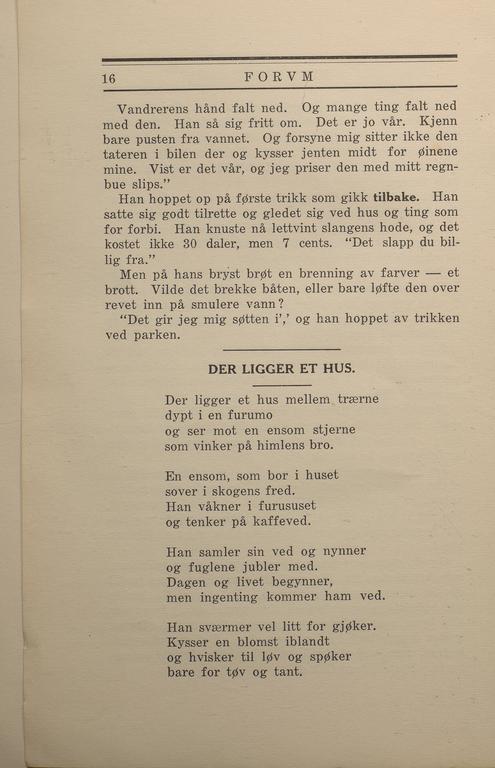 16 FORVM
Vandrerens hånd falt ned. Og mange ting falt ned
med den. Han så sig fritt om. Det er jo vår. Kjenn
bare pusten fra vannet. Og forsyne mig sitter ikke den
tateren i bilen der og kysser jenten midt for øinene
mine. Vist er det vår, og jeg priser den med mitt regn-
bue slips.”
Han hoppet op på første trikk som gikk tilbake. Han
satte sig godt tilrette og gledet sig ved hus og ting som
for forbi. Han knuste nå lettvint slangens hode, og det
kostet ikke 30 daler, men 7 cents. “Det slapp du bil-
lig fra.”
Men på hans bryst brøt en brenning av farver — et
brott. Vilde det brekke båten, eller bare løfte den over
revet inn på smulere vann?
“Det gir jeg mig søtten i’,’ og han hoppet av trikken
ved parken.
DER LIGGER ET HUS.
Der ligger et hus mellem trærne
dypt i en furumo
og ser mot en ensom stjerne
som vinker på himlens bro.
En ensom, som bor i huset
sover i skogens fred.
Han våkner i furususet
og tenker på kaffeved.
Han samler sin ved og nynner
og fuglene jubler med.
Dagen og livet begynner,
men ingenting kommer ham ved.
Han sværmer vel litt for gjøker.
Kysser en blomst iblandt
og hvisker til løv og spøker
bare for tøv og tant.